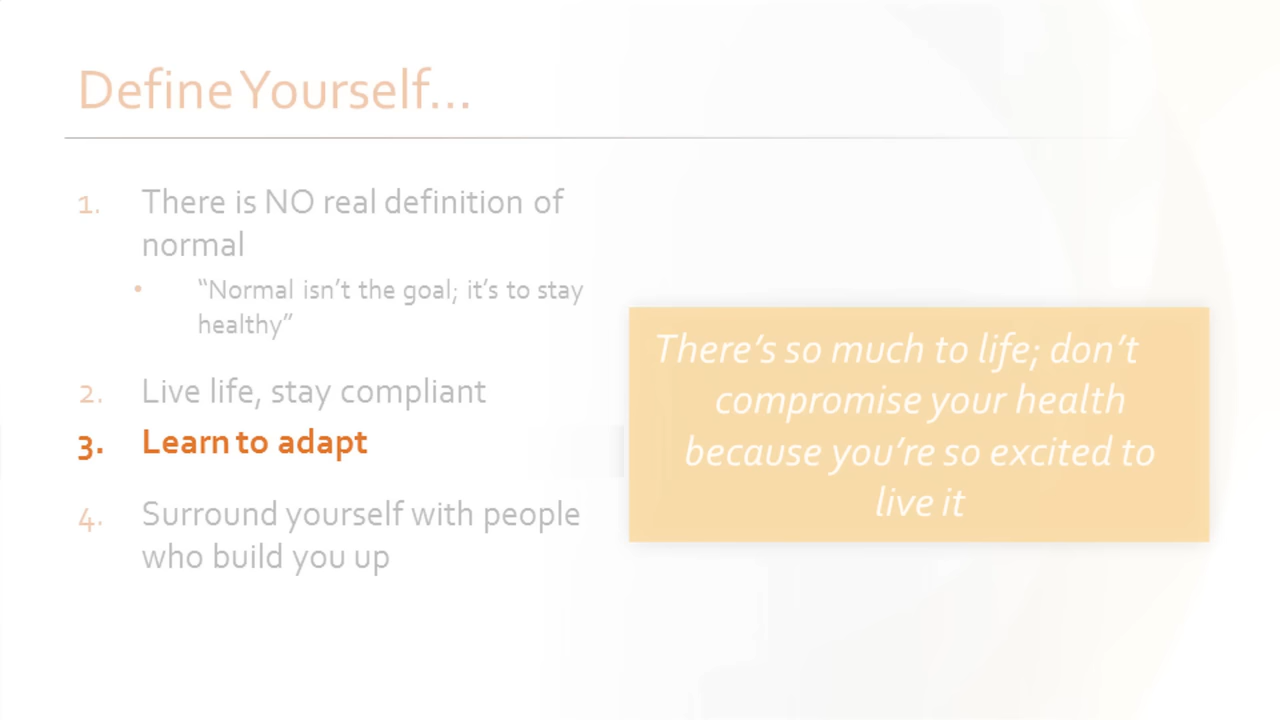 Define Yourself...
1. There is NO real definition of
normal
• “Normal isn’t the goal; it’s to stay
healthy”
2. Live life, stay compliant
3. Learn to adapt
4. Surround yourself with people
who build you up
There’s so much to life; don’t
compromise your health
because you’re so excited to
live it